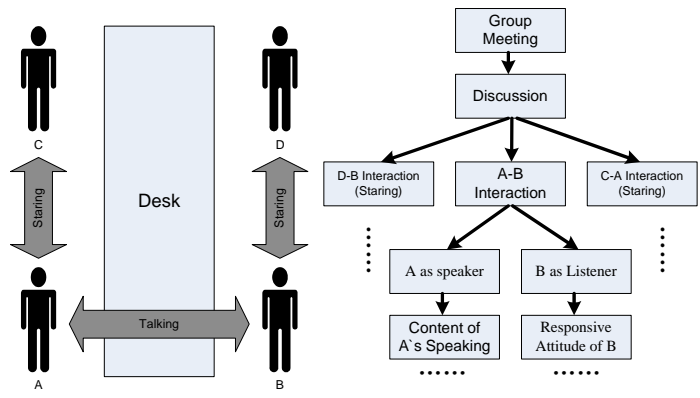 C
D
Staring
Staring
Desk
Talking
A
B
Group
Meeting
Discussion
D-B Interaction
(Staring)
A-B
Interaction
C-A Interaction
(Staring)
A as speaker
B as Listener
Content of
A`s Speaking
Responsive
Attitude of B